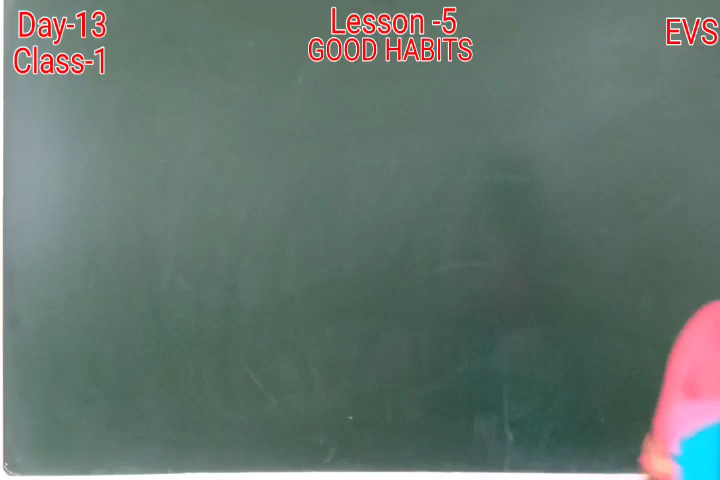 Day-13
Class-1
Lesson -5
GOOD HABITS
EVS